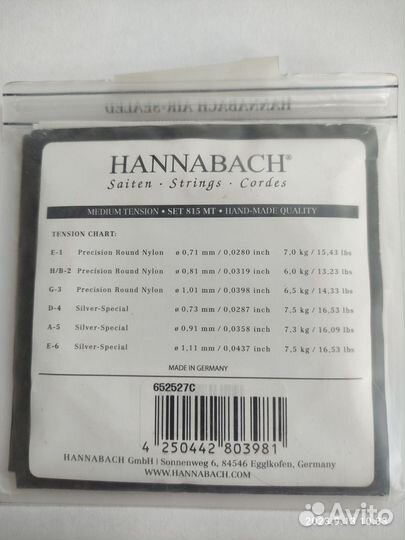 HANNABACH AIR-SEALED
HANNABACH®
Saiten · Strings · Cordes
MEDIUM TENSION • SET 815 MT • HAND-MADE QUALITY
TENSION CHART:
E-1 Precision Round Nylon ø 0,71 mm / 0,0280 inch 7,0 kg / 15,43 lbs
H/B-2 Precision Round Nylon ø 0,81 mm / 0,0319 inch 6,0 kg / 13,23 lbs
G-3 Precision Round Nylon ø 1,01 mm / 0,0398 inch 6,5 kg / 14,33 lbs
D-4 Silver-Special ø 0,73 mm / 0,0287 inch 7,5 kg / 16,53 lbs
A-5 Silver-Special ø 0,91 mm / 0,0358 inch 7,3 kg / 16,09 lbs
E-6 Silver-Special ø 1,11 mm / 0,0437 inch 7,5 kg / 16,53 lbs
MADE IN GERMANY
652527C
4 250442 803981
HANNABACH GmbH | Sonnenweg 6, 84546 Egglkofen, Germany
WWW.HANNABACH.COM
Avito